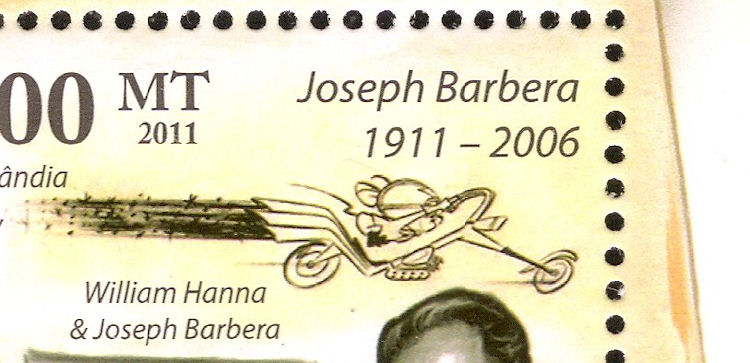 00 MT
2011
Joseph Barbera
1911 – 2006
ândia
William Hanna
& Joseph Barbera